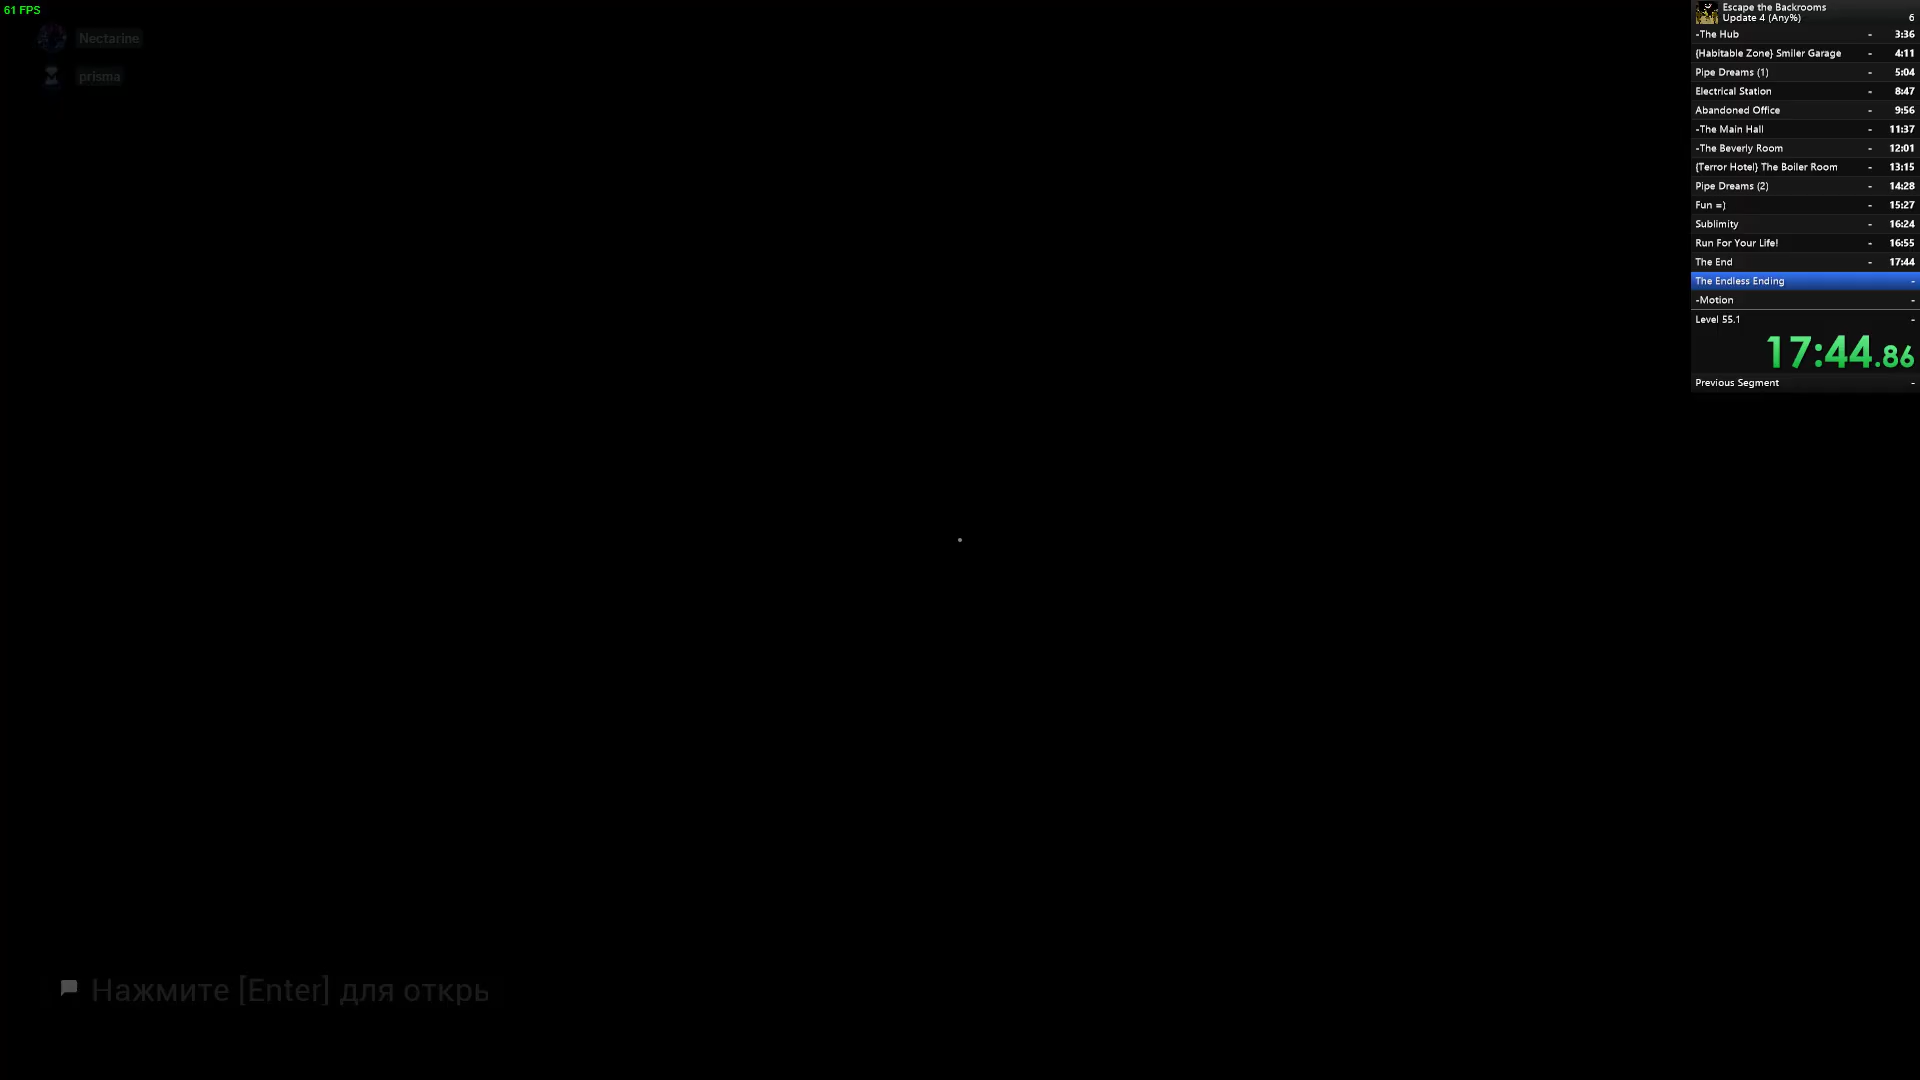 61 FPS
Nectarine
prisma
Escape the Backrooms
Update 4 (Any%) 6
-The Hub - 3:36
{Habitable Zone} Smiler Garage - 4:11
Pipe Dreams (1) - 5:04
Electrical Station - 8:47
Abandoned Office - 9:56
-The Main Hall - 11:37
-The Beverly Room - 12:01
{Terror Hotel} The Boiler Room - 13:15
Pipe Dreams (2) - 14:28
Fun =) - 15:27
Sublimity - 16:24
Run For Your Life! - 16:55
The End - 17:44
The Endless Ending -
-Motion -
Level 55.1 -
17:44.86
Previous Segment -
Нажмите [Enter] для откры